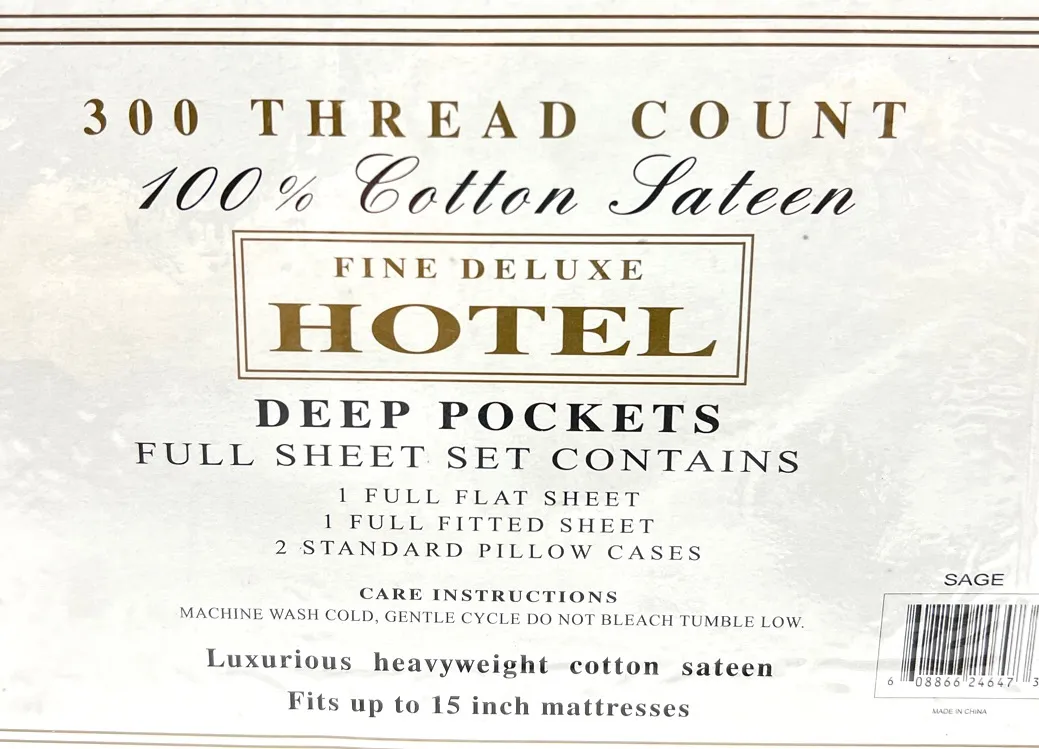 300 THREAD COUNT
100% Cotton Sateen
FINE DELUXE
HOTEL
DEEP POCKETS
FULL SHEET SET CONTAINS
1 FULL FLAT SHEET
1 FULL FITTED SHEET
2 STANDARD PILLOW CASES
CARE INSTRUCTIONS
MACHINE WASH COLD, GENTLE CYCLE DO NOT BLEACH TUMBLE LOW.
Luxurious heavyweight cotton sateen
Fits up to 15 inch mattresses
SAGE
6 08866 24647 3
MADE IN CHINA